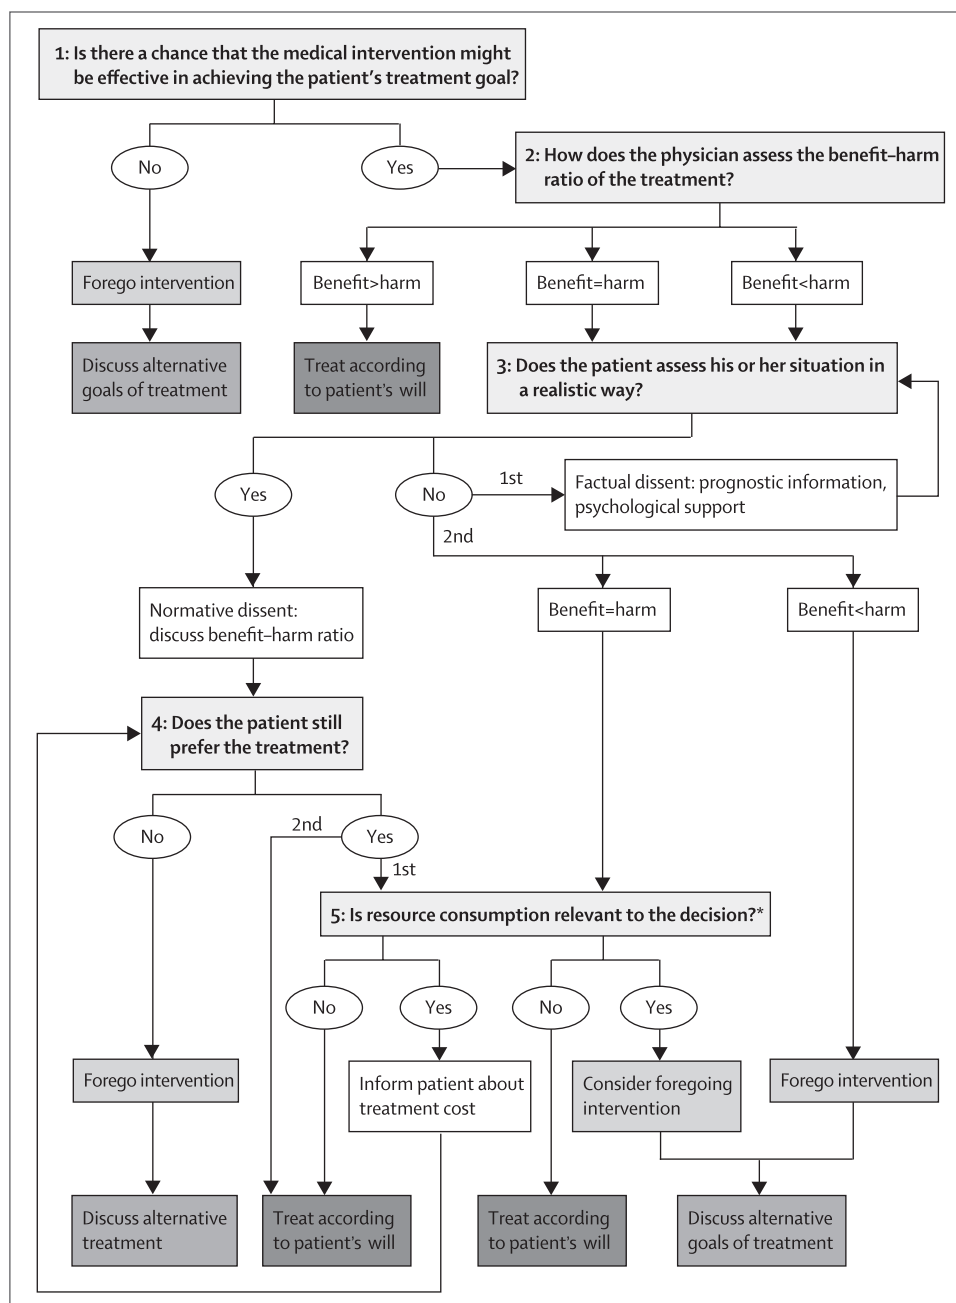 1: Is there a chance that the medical intervention might
be effective in achieving the patient's treatment goal?
No
Yes
2: How does the physician assess the benefit–harm
ratio of the treatment?
Forego intervention
Benefit>harm
Benefit=harm
Benefit<harm
Discuss alternative
goals of treatment
Treat according
to patient's will
3: Does the patient assess his or her situation in
a realistic way?
Yes
No
1st
Factual dissent: prognostic information,
psychological support
2nd
Normative dissent:
discuss benefit–harm ratio
Benefit=harm
Benefit<harm
4: Does the patient still
prefer the treatment?
No
2nd
Yes
1st
5: Is resource consumption relevant to the decision?*
No
Yes
No
Yes
Forego intervention
Inform patient about
treatment cost
Consider foregoing
intervention
Forego intervention
Discuss alternative
treatment
Treat according
to patient's will
Treat according
to patient's will
Discuss alternative
goals of treatment